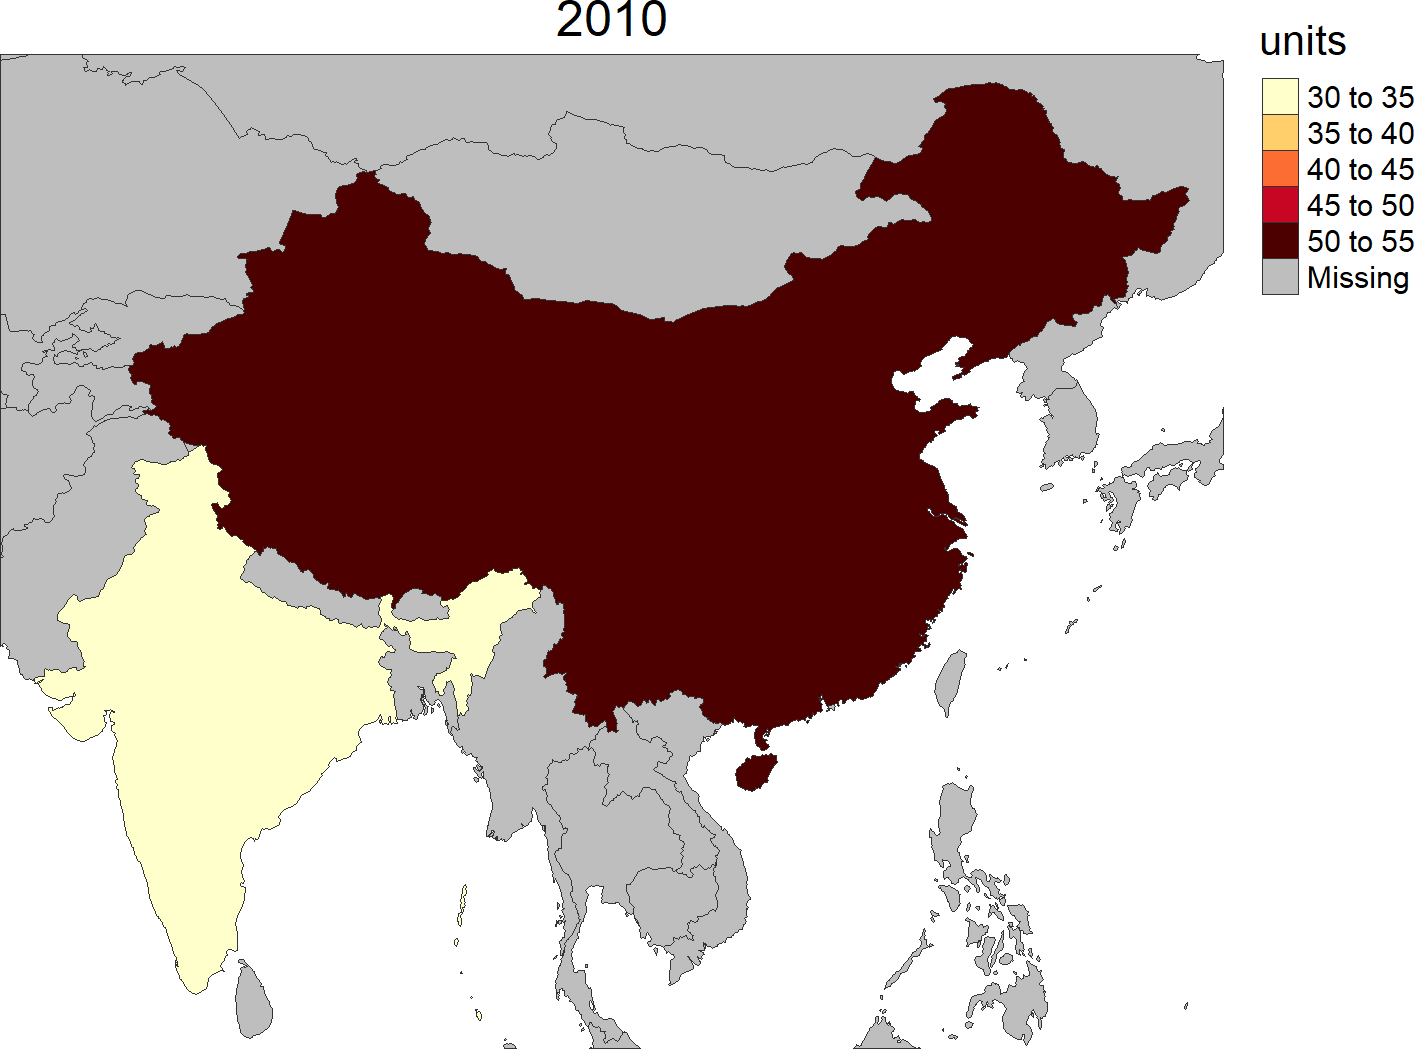 2010
units
30 to 35
35 to 40
40 to 45
45 to 50
50 to 55
Missing